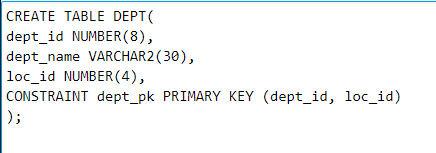 CREATE TABLE DEPT(
dept_id NUMBER(8),
dept_name VARCHAR2(30),
loc_id NUMBER(4),
CONSTRAINT dept_pk PRIMARY KEY (dept_id, loc_id)
);